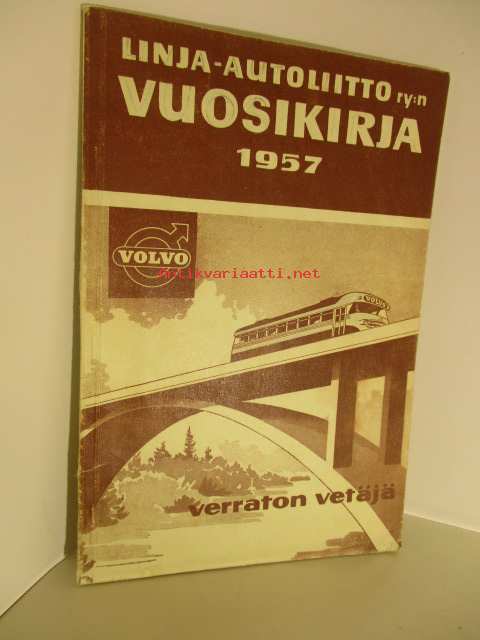 LINJA-AUTOLIITTO ry:n
VUOSIKIRJA
1957
VOLVO
Antikvariaatti.net
VOLVO
verraton vetäjä